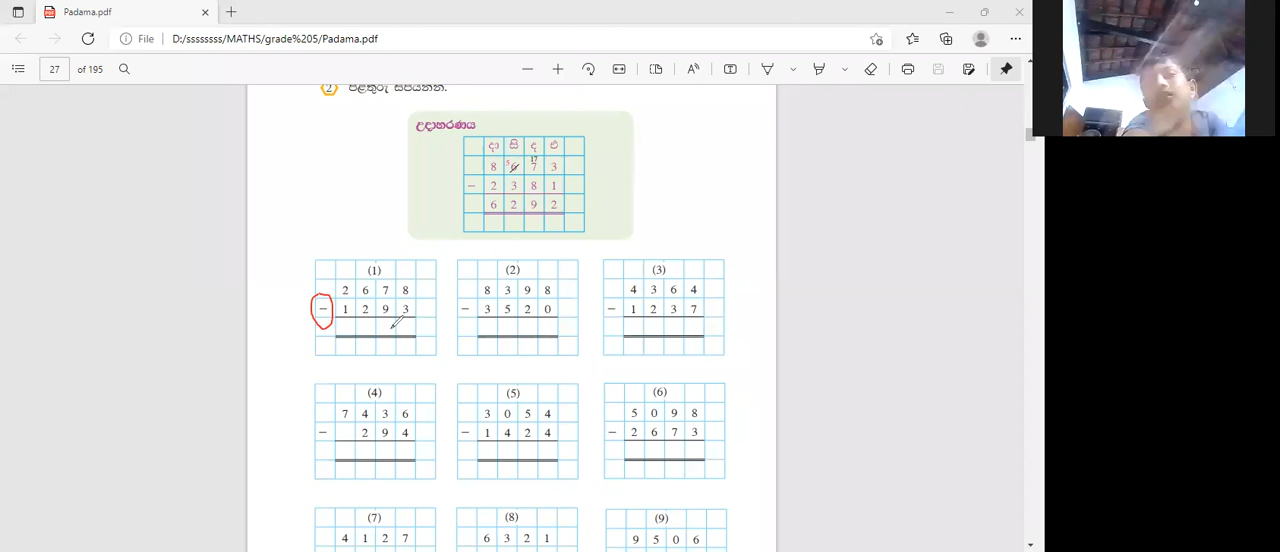 Padama.pdf
File D:/ssssssss/MATHS/grade%205/Padama.pdf
27 of 195
2 පිළිතුරු සපයන්න.
උදාහරණය
දා සි ද එ
5 17
8 6 7 3
− 2 3 8 1
6 2 9 2
(1) (2) (3)
2 6 7 8 8 3 9 8 4 3 6 4
− 1 2 9 3 − 3 5 2 0 − 1 2 3 7
(4) (5) (6)
7 4 3 6 3 0 5 4 5 0 9 8
− 2 9 4 − 1 4 2 4 − 2 6 7 3
(7) (8) (9)
4 1 2 7 6 3 2 1 9 5 0 6